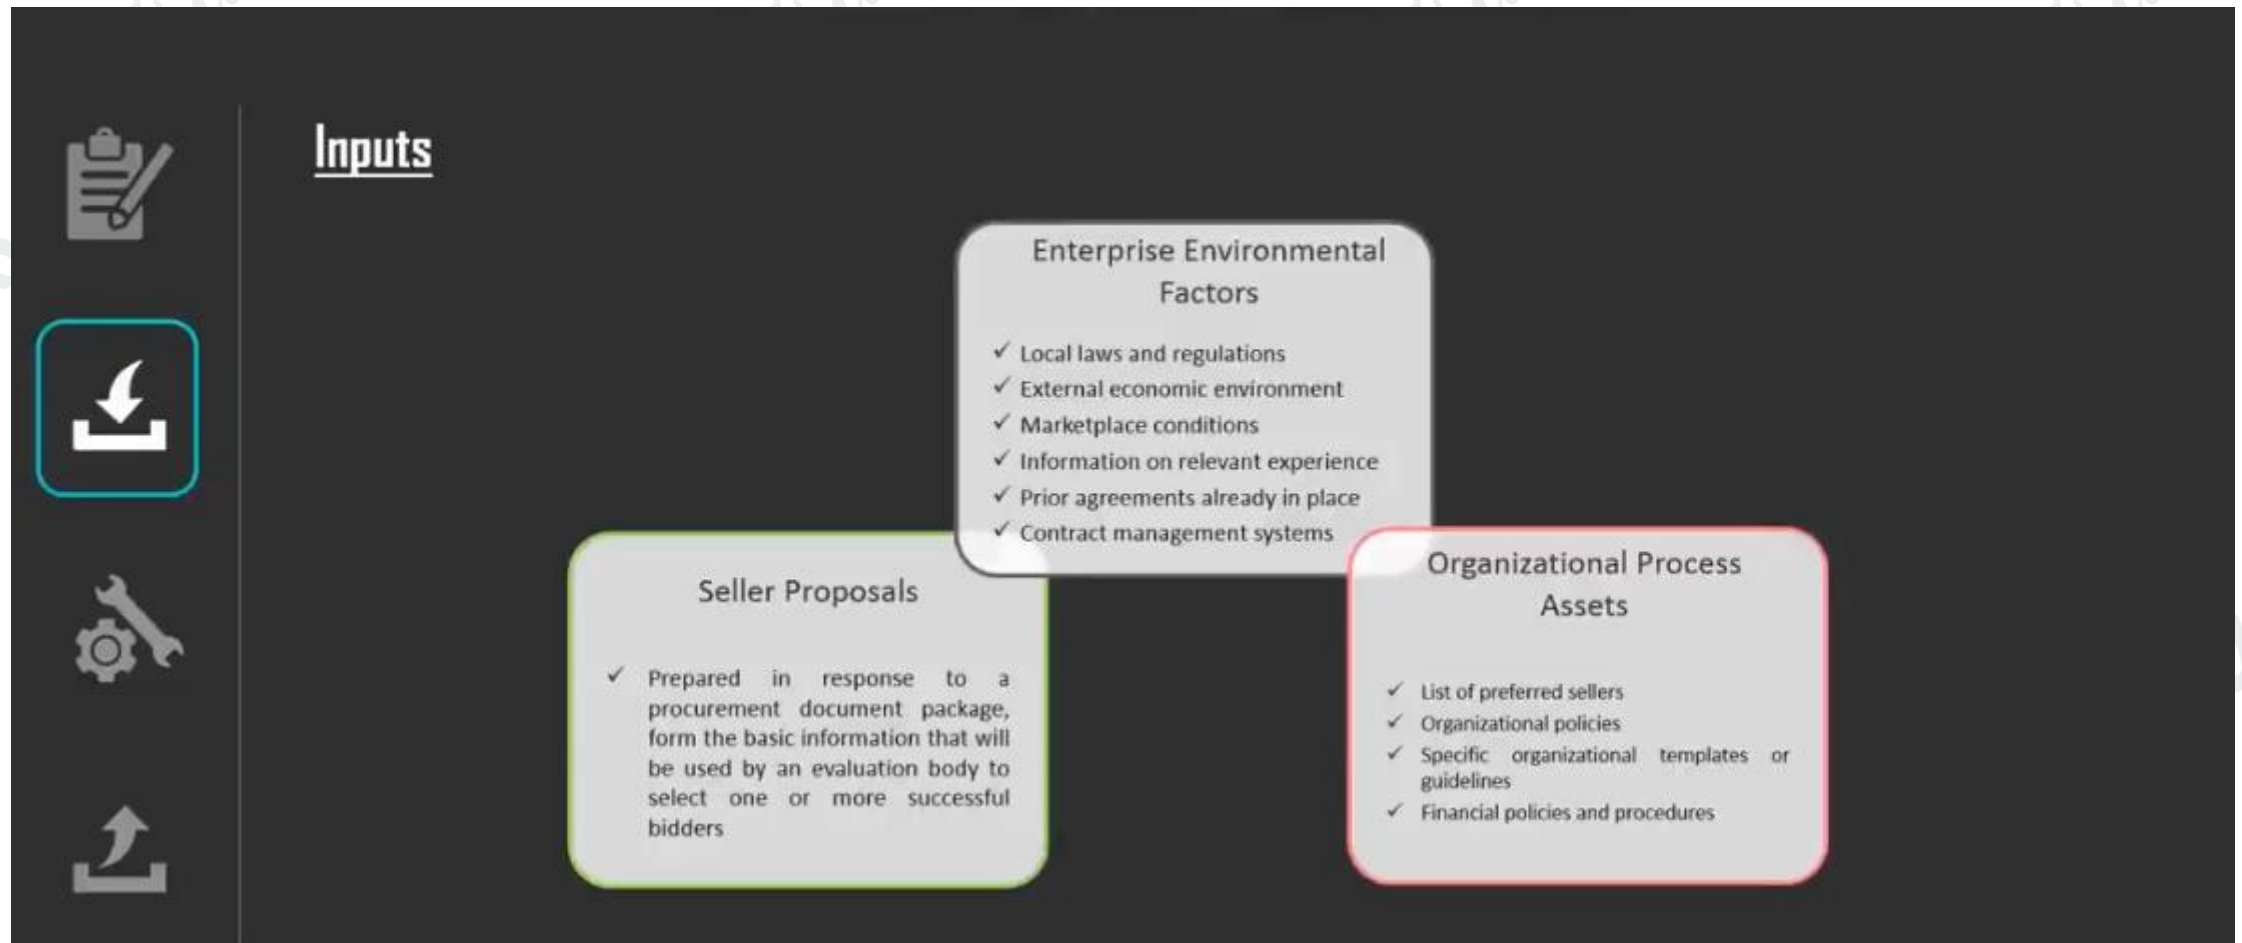 Inputs
Enterprise Environmental
Factors
✓ Local laws and regulations
✓ External economic environment
✓ Marketplace conditions
✓ Information on relevant experience
✓ Prior agreements already in place
✓ Contract management systems
Seller Proposals
✓ Prepared in response to a
procurement document package,
form the basic information that will
be used by an evaluation body to
select one or more successful
bidders
Organizational Process
Assets
✓ List of preferred sellers
✓ Organizational policies
✓ Specific organizational templates or
guidelines
✓ Financial policies and procedures